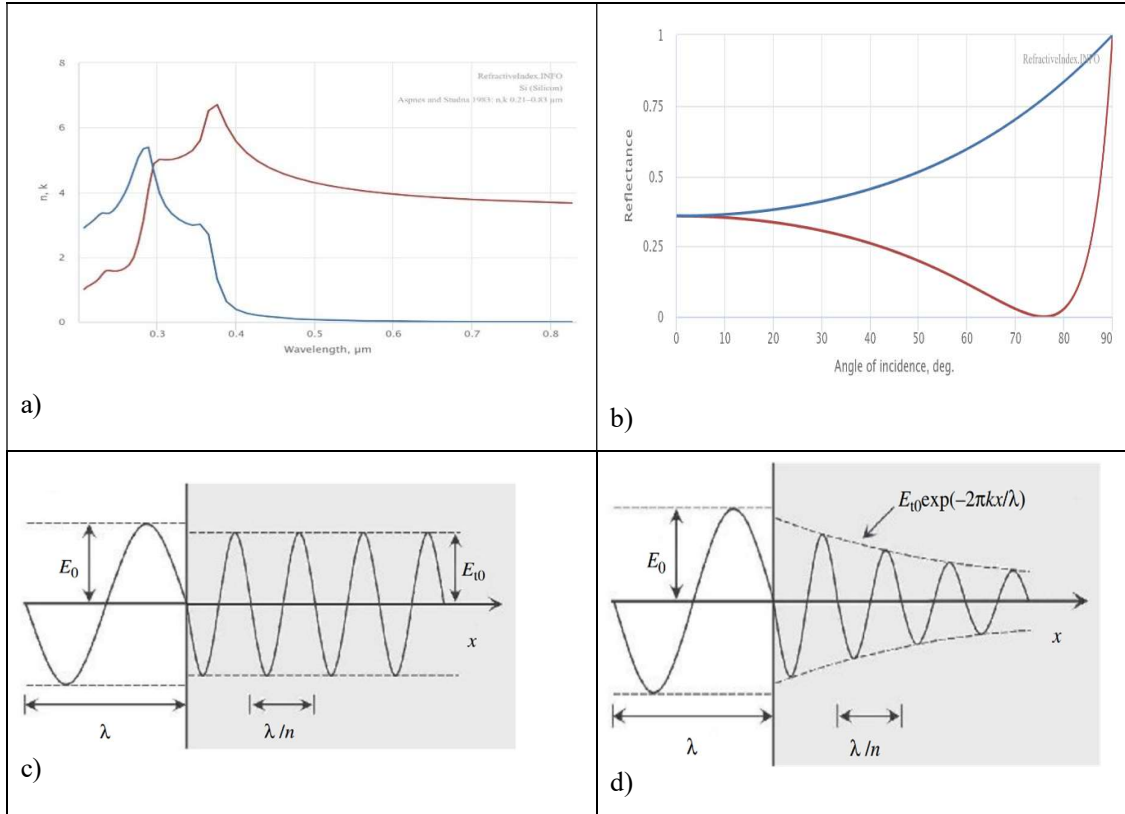 8
6
4
2
0
n, k
0.3
0.4
0.5
0.6
0.7
0.8
Wavelength, µm
RefractiveIndex.INFO
Si (Silicon)
Aspnes and Studna 1983: n,k 0.21–0.83 µm
a)
1
0.75
0.5
0.25
0
Reflectance
0 10 20 30 40 50 60 70 80 90
Angle of incidence, deg.
RefractiveIndex.INFO
b)
E0
Et0
x
λ
λ/n
c)
Et0exp(−2πkx/λ)
E0
x
λ
λ/n
d)